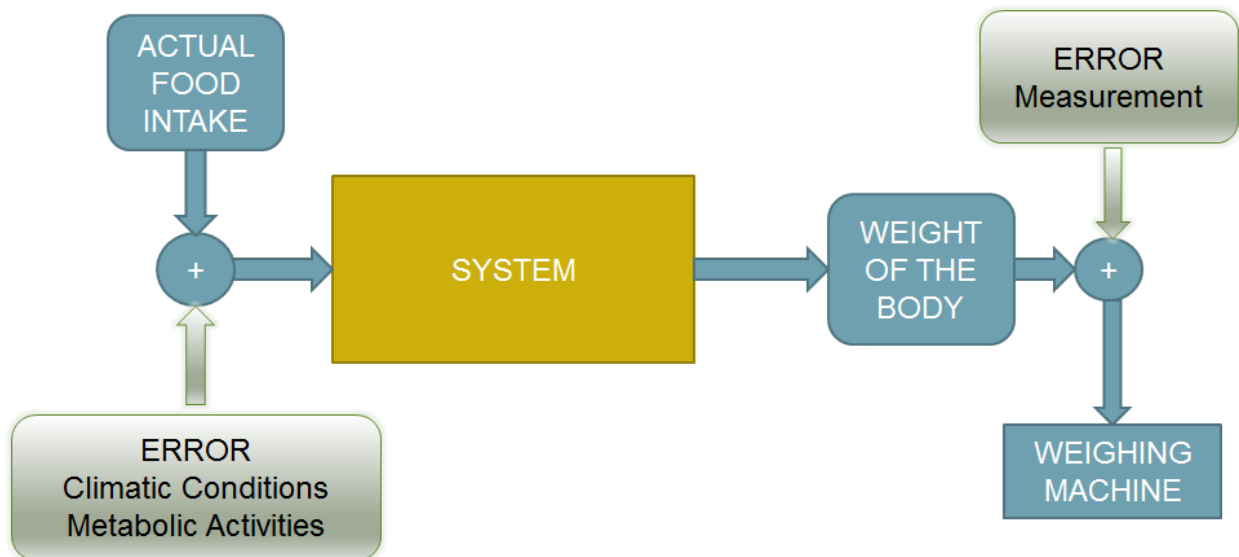 ACTUAL
FOOD
INTAKE
ERROR
Measurement
+
SYSTEM
WEIGHT
OF THE
BODY
+
ERROR
Climatic Conditions
Metabolic Activities
WEIGHING
MACHINE